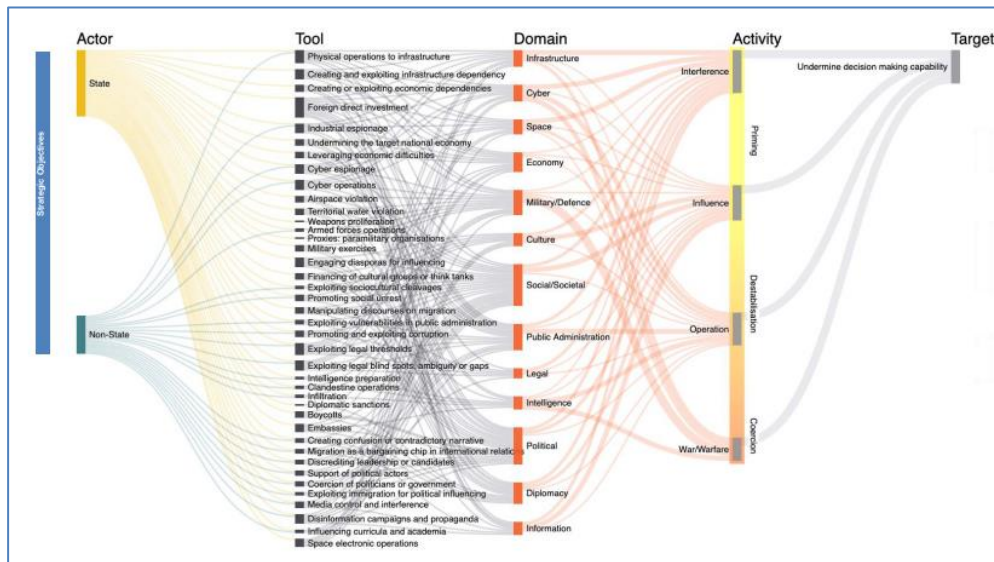 Actor
Tool
Domain
Activity
Target
Strategic Objectives
State
Non-State
Physical operations to infrastructure
Creating and exploiting infrastructure dependency
Creating or exploiting economic dependencies
Foreign direct investment
Industrial espionage
Undermining the target national economy
Leveraging economic difficulties
Cyber espionage
Cyber operations
Airspace violation
Territorial water violation
Weapons proliferation
Armed forces operations
Proxies: paramilitary organisations
Military exercises
Engaging diasporas for influencing
Financing of cultural groups or think tanks
Exploiting sociocultural cleavages
Promoting social unrest
Manipulating discourses on migration
Exploiting vulnerabilities in public administration
Promoting and exploiting corruption
Exploiting legal thresholds
Exploiting legal blind spots, ambiguity or gaps
Intelligence preparation
Clandestine operations
Infiltration
Diplomatic sanctions
Boycotts
Embassies
Creating confusion or contradictory narrative
Migration as a bargaining chip in international relations
Discrediting leadership or candidates
Support of political actors
Coercion of politicians or government
Exploiting immigration for political influencing
Media control and interference
Disinformation campaigns and propaganda
Influencing curricula and academia
Space electronic operations
Infrastructure
Cyber
Space
Economy
Military/Defence
Culture
Social/Societal
Public Administration
Legal
Intelligence
Political
Diplomacy
Information
Interference
Influence
Operation
War/Warfare
Priming
Destabilisation
Coercion
Undermine decision making capability